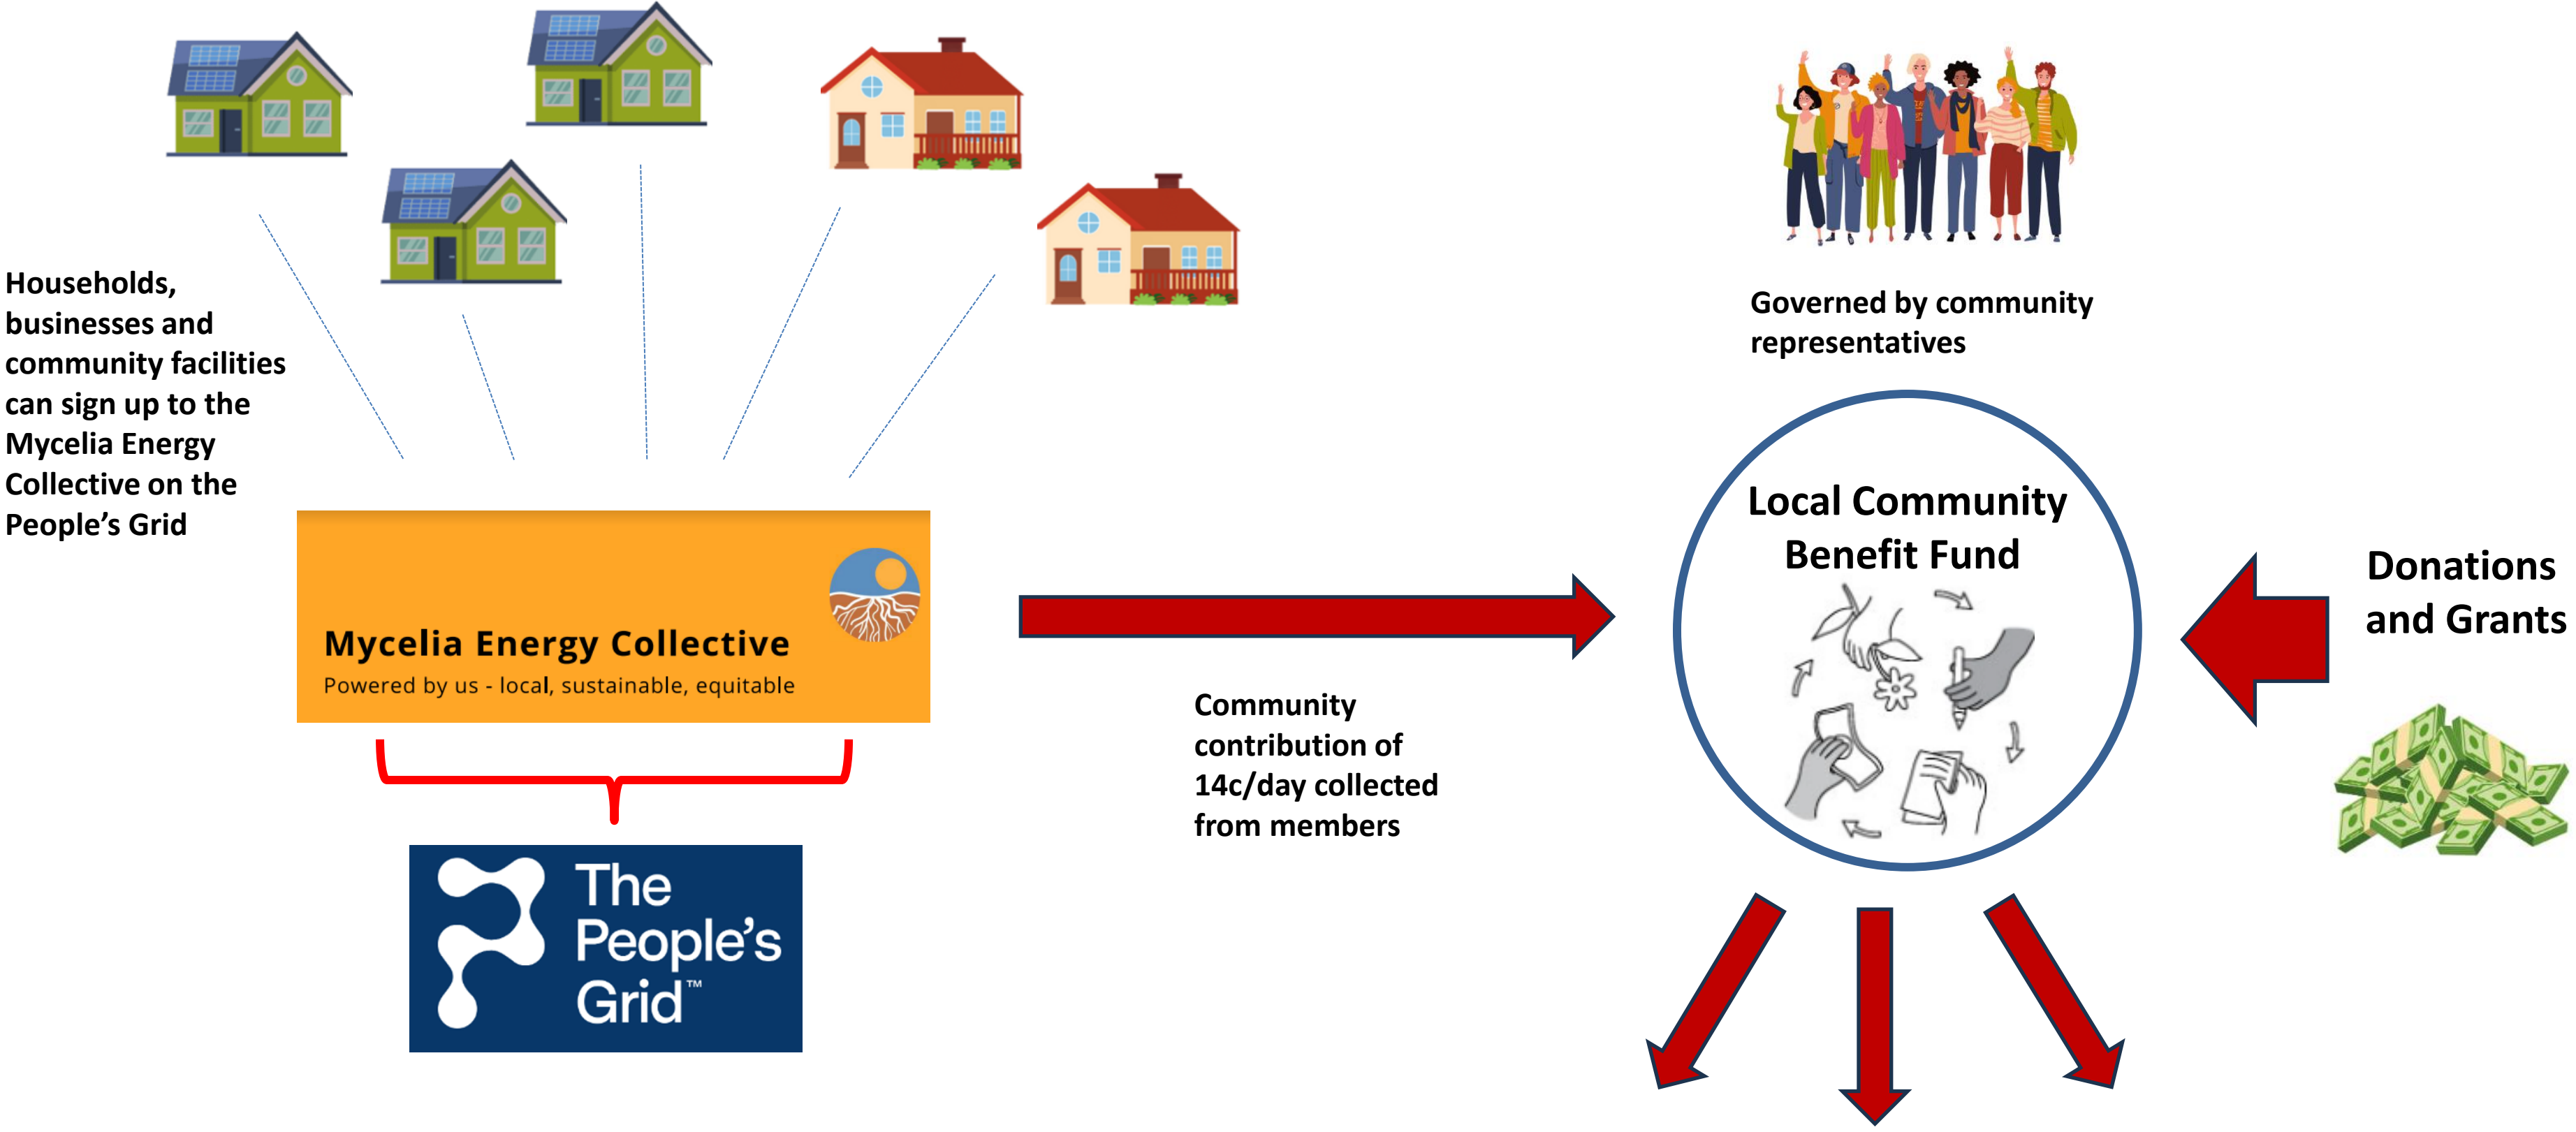 Households,
businesses and
community facilities
can sign up to the
Mycelia Energy
Collective on the
People's Grid
Mycelia Energy Collective
Powered by us - local, sustainable, equitable
The
People's
Grid™
Community
contribution of
14c/day collected
from members
Governed by community
representatives
Local Community
Benefit Fund
Donations
and Grants